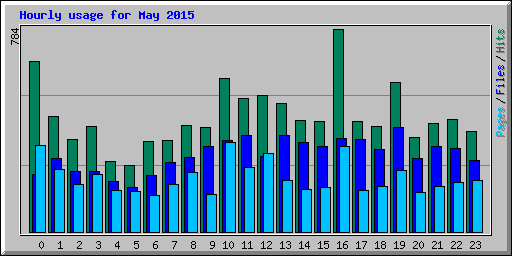 Hourly usage for May 2015
784
Pages/Files/Hits
0 1 2 3 4 5 6 7 8 9 10 11 12 13 14 15 16 17 18 19 20 21 22 23